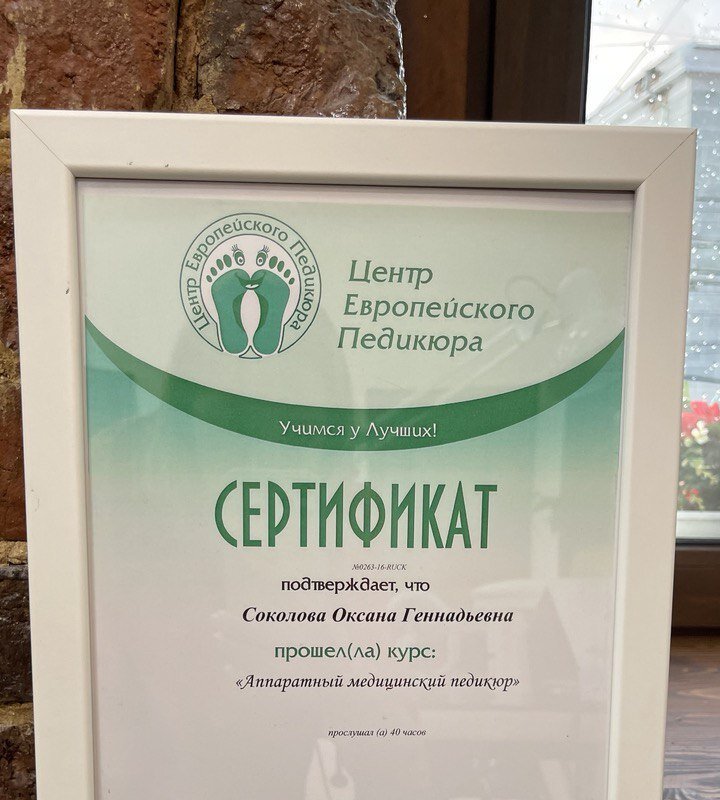 Центр Европейского Педикюра
Центр
Европейского
Педикюра
Учимся у Лучших!
СЕРТИФИКАТ
№0263-16-RUCK
подтверждает, что
Соколова Оксана Геннадьевна
прошел(ла) курс:
«Аппаратный медицинский педикюр»
прослушал (а) 40 часов